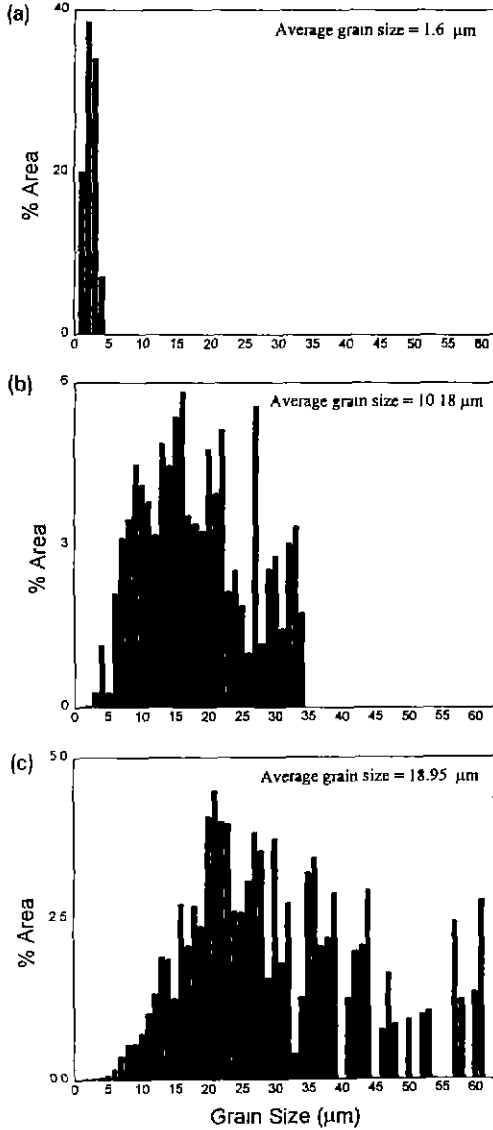 (a)
40
Average grain size = 1.6 µm
20
% Area
0
0 5 10 15 20 25 30 35 40 45 50 55 60
(b)
6
Average grain size = 10 18 µm
3
% Area
0
0 5 10 15 20 25 30 35 40 45 50 55 60
(c)
5 0
Average grain size = 18.95 µm
2 5
% Area
0 0
0 5 10 15 20 25 30 35 40 45 50 55 60
Grain Size (µm)